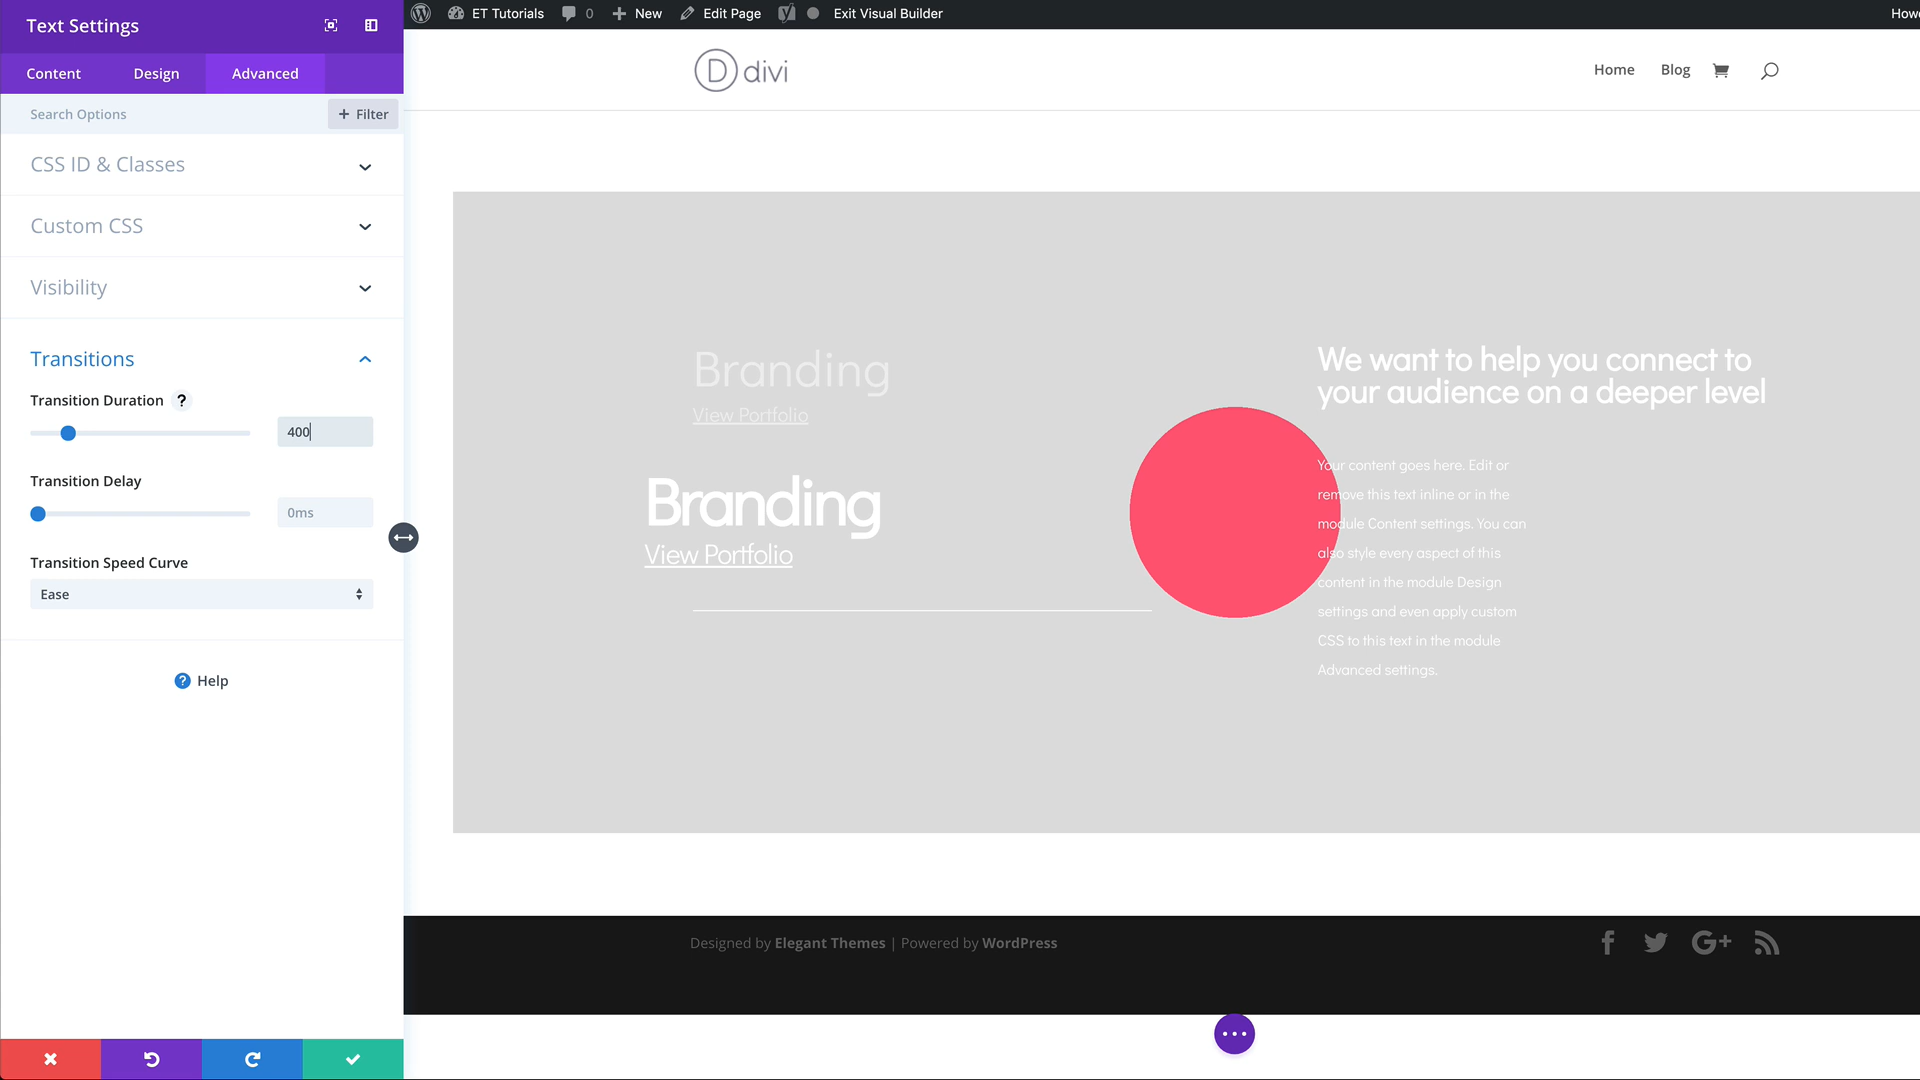 Text Settings
Content
Design
Advanced
Search Options
+ Filter
CSS ID & Classes
Custom CSS
Visibility
Transitions
Transition Duration ?
400
Transition Delay
0ms
Transition Speed Curve
Ease
? Help
ET Tutorials
0
New
Edit Page
Exit Visual Builder
Howe
D divi
Home
Blog
Branding
View Portfolio
Branding
View Portfolio
We want to help you connect to
your audience on a deeper level
Your content goes here. Edit or
remove this text inline or in the
module Content settings. You can
also style every aspect of this
content in the module Design
settings and even apply custom
CSS to this text in the module
Advanced settings.
Designed by Elegant Themes | Powered by WordPress
G+